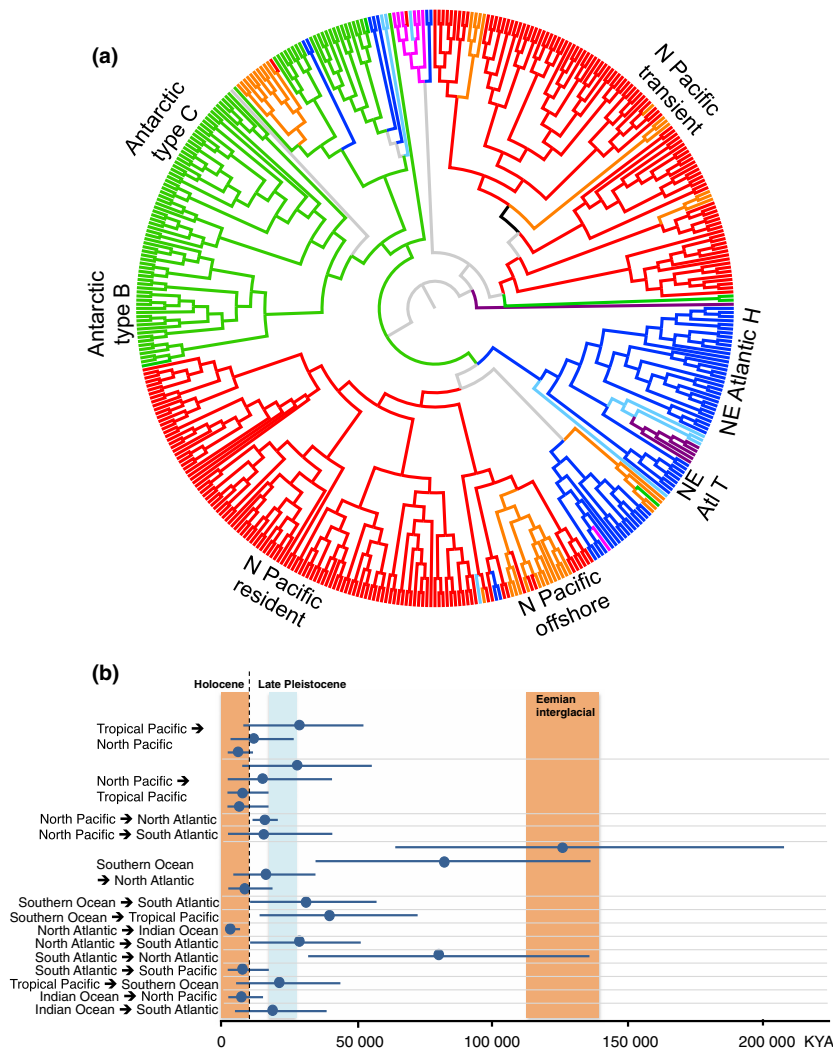 (a)
N Pacific
transient
Antarctic
type C
Antarctic
type B
NE Atlantic H
NE
Atl T
N Pacific
resident
N Pacific
offshore
(b)
Holocene
Late Pleistocene
Eemian
interglacial
Tropical Pacific ➔
North Pacific
North Pacific ➔
Tropical Pacific
North Pacific ➔ North Atlantic
North Pacific ➔ South Atlantic
Southern Ocean
➔ North Atlantic
Southern Ocean ➔ South Atlantic
Southern Ocean ➔ Tropical Pacific
North Atlantic ➔ Indian Ocean
North Atlantic ➔ South Atlantic
South Atlantic ➔ North Atlantic
South Atlantic ➔ South Pacific
Tropical Pacific ➔ Southern Ocean
Indian Ocean ➔ North Pacific
Indian Ocean ➔ South Atlantic
0 50 000 100 000 150 000 200 000 KYA